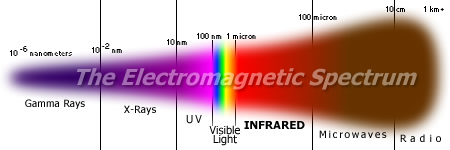 10 cm 1 km+
100 micron
100 nm 1 micron
10 nm
10 -2 nm
10 -6 nanometers
The Electromagnetic Spectrum
Gamma Rays
X-Rays
UV
Visible
Light
INFRARED
Microwaves
Radio